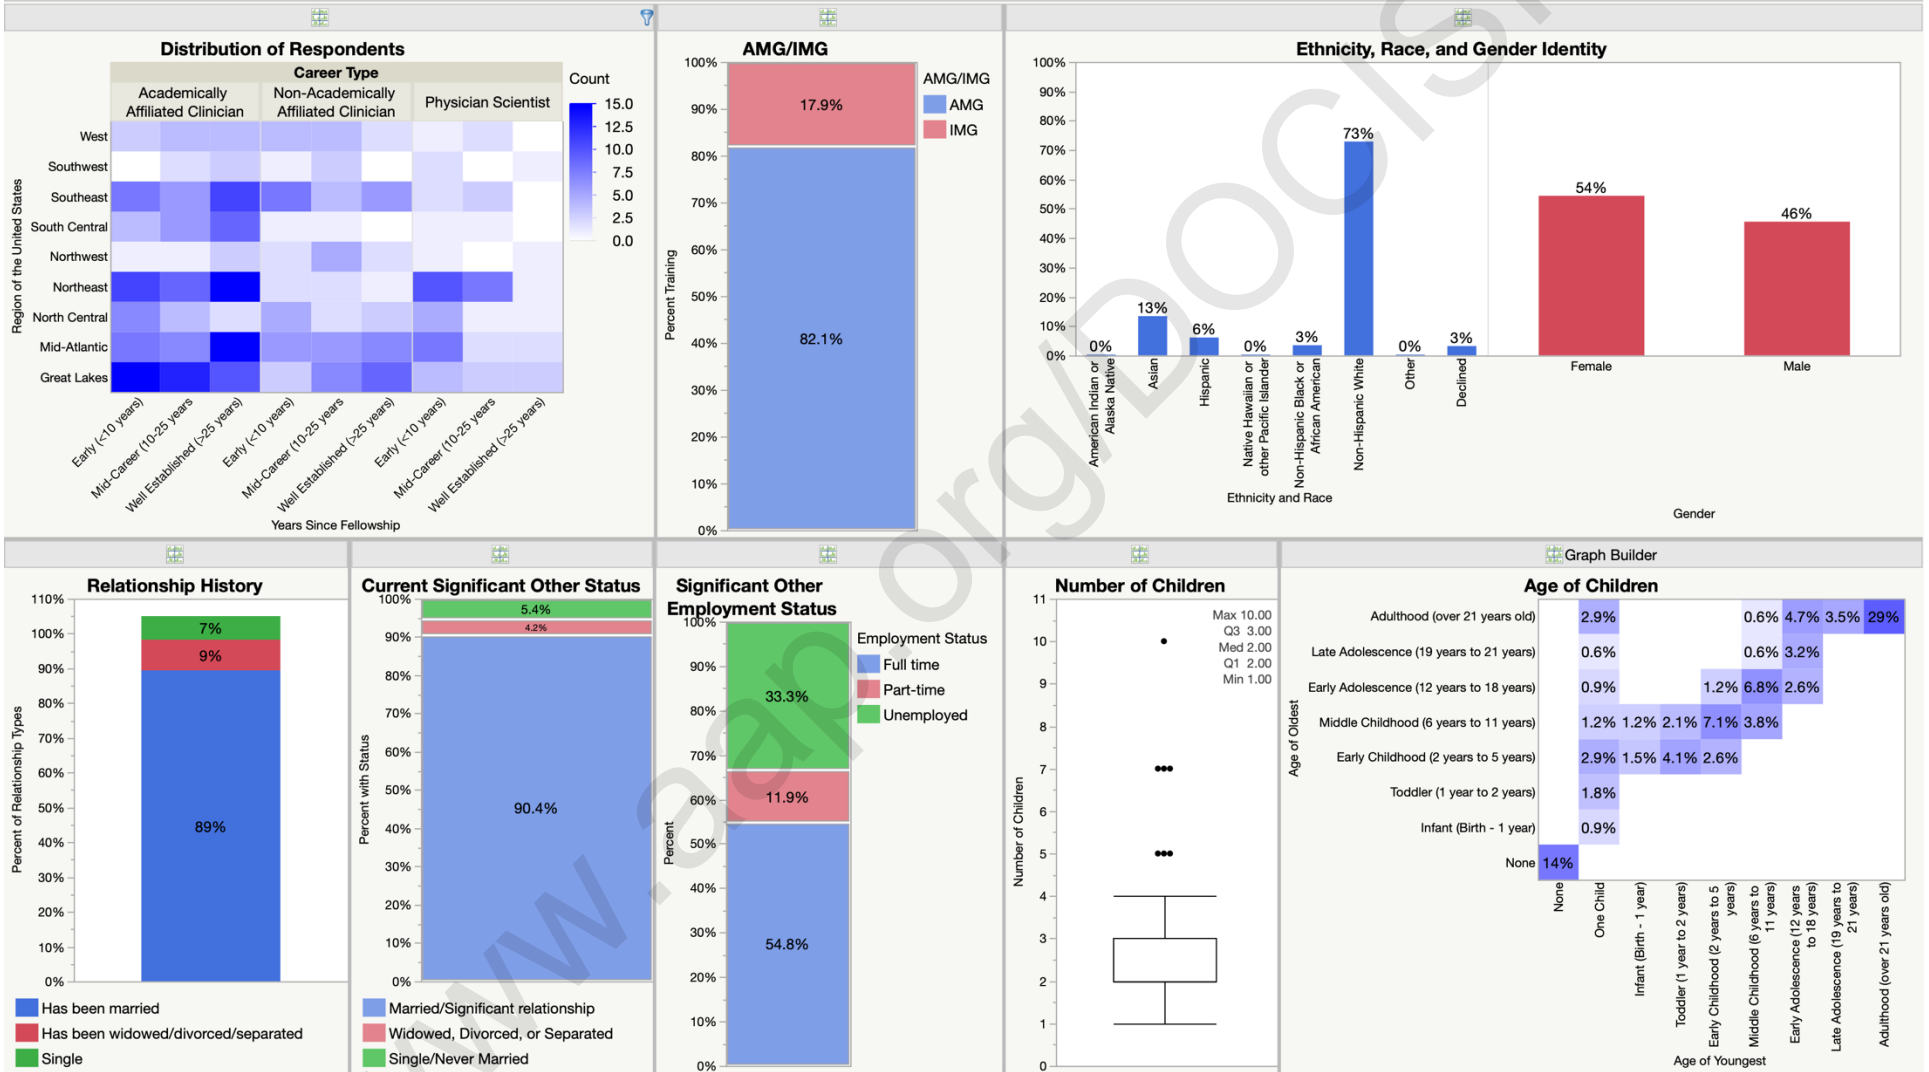 Distribution of Respondents
Career Type
Academically
Affiliated Clinician
Non-Academically
Affiliated Clinician
Physician Scientist
Count
15.0
12.5
10.0
7.5
5.0
2.5
0.0
Region of the United States
West
Southwest
Southeast
South Central
Northwest
Northeast
North Central
Mid-Atlantic
Great Lakes
Early (<10 years)
Mid-Career (10-25 years
Well Established (>25 years)
Early (<10 years)
Mid-Career (10-25 years
Well Established (>25 years)
Early (<10 years)
Mid-Career (10-25 years
Well Established (>25 years)
Years Since Fellowship
AMG/IMG
100%
90%
80%
70%
60%
50%
40%
30%
20%
10%
0%
Percent Training
17.9%
82.1%
AMG/IMG
AMG
IMG
Ethnicity, Race, and Gender Identity
100%
90%
80%
70%
60%
50%
40%
30%
20%
10%
0%
0%
13%
6%
0%
3%
73%
0%
3%
54%
46%
American Indian or
Alaska Native
Asian
Hispanic
Native Hawaiian or
other Pacific Islander
Non-Hispanic Black or
African American
Non-Hispanic White
Other
Declined
Female
Male
Ethnicity and Race
Gender
Relationship History
110%
100%
90%
80%
70%
60%
50%
40%
30%
20%
10%
0%
Percent of Relationship Types
7%
9%
89%
Has been married
Has been widowed/divorced/separated
Single
Current Significant Other Status
100%
90%
80%
70%
60%
50%
40%
30%
20%
10%
0%
Percent with Status
5.4%
4.2%
90.4%
Married/Significant relationship
Widowed, Divorced, or Separated
Single/Never Married
Significant Other
Employment Status
100%
90%
80%
70%
60%
50%
40%
30%
20%
10%
0%
Percent
33.3%
11.9%
54.8%
Employment Status
Full time
Part-time
Unemployed
Number of Children
11
10
9
8
7
6
5
4
3
2
1
0
Number of Children
Max 10.00
Q3 3.00
Med 2.00
Q1 2.00
Min 1.00
Graph Builder
Age of Children
Age of Oldest
Adulthood (over 21 years old) 2.9% 0.6% 4.7% 3.5% 29%
Late Adolescence (19 years to 21 years) 0.6% 0.6% 3.2%
Early Adolescence (12 years to 18 years) 0.9% 1.2% 6.8% 2.6%
Middle Childhood (6 years to 11 years) 1.2% 1.2% 2.1% 7.1% 3.8%
Early Childhood (2 years to 5 years) 2.9% 1.5% 4.1% 2.6%
Toddler (1 year to 2 years) 1.8%
Infant (Birth - 1 year) 0.9%
None 14%
None
One Child
Infant (Birth - 1 year)
Toddler (1 year to 2 years)
Early Childhood (2 years to 5
years)
Middle Childhood (6 years to
11 years)
Early Adolescence (12 years
to 18 years)
Late Adolescence (19 years to
21 years)
Adulthood (over 21 years old)
Age of Youngest
www.aap.org/DOCIS